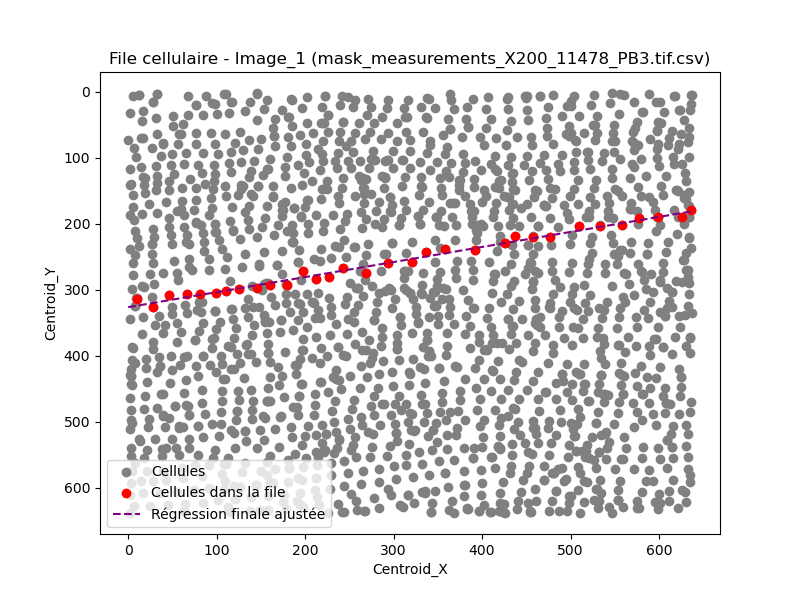 File cellulaire - Image_1 (mask_measurements_X200_11478_PB3.tif.csv)
0
100
200
300
400
500
600
Centroid_Y
Cellules
Cellules dans la file
Régression finale ajustée
0 100 200 300 400 500 600
Centroid_X